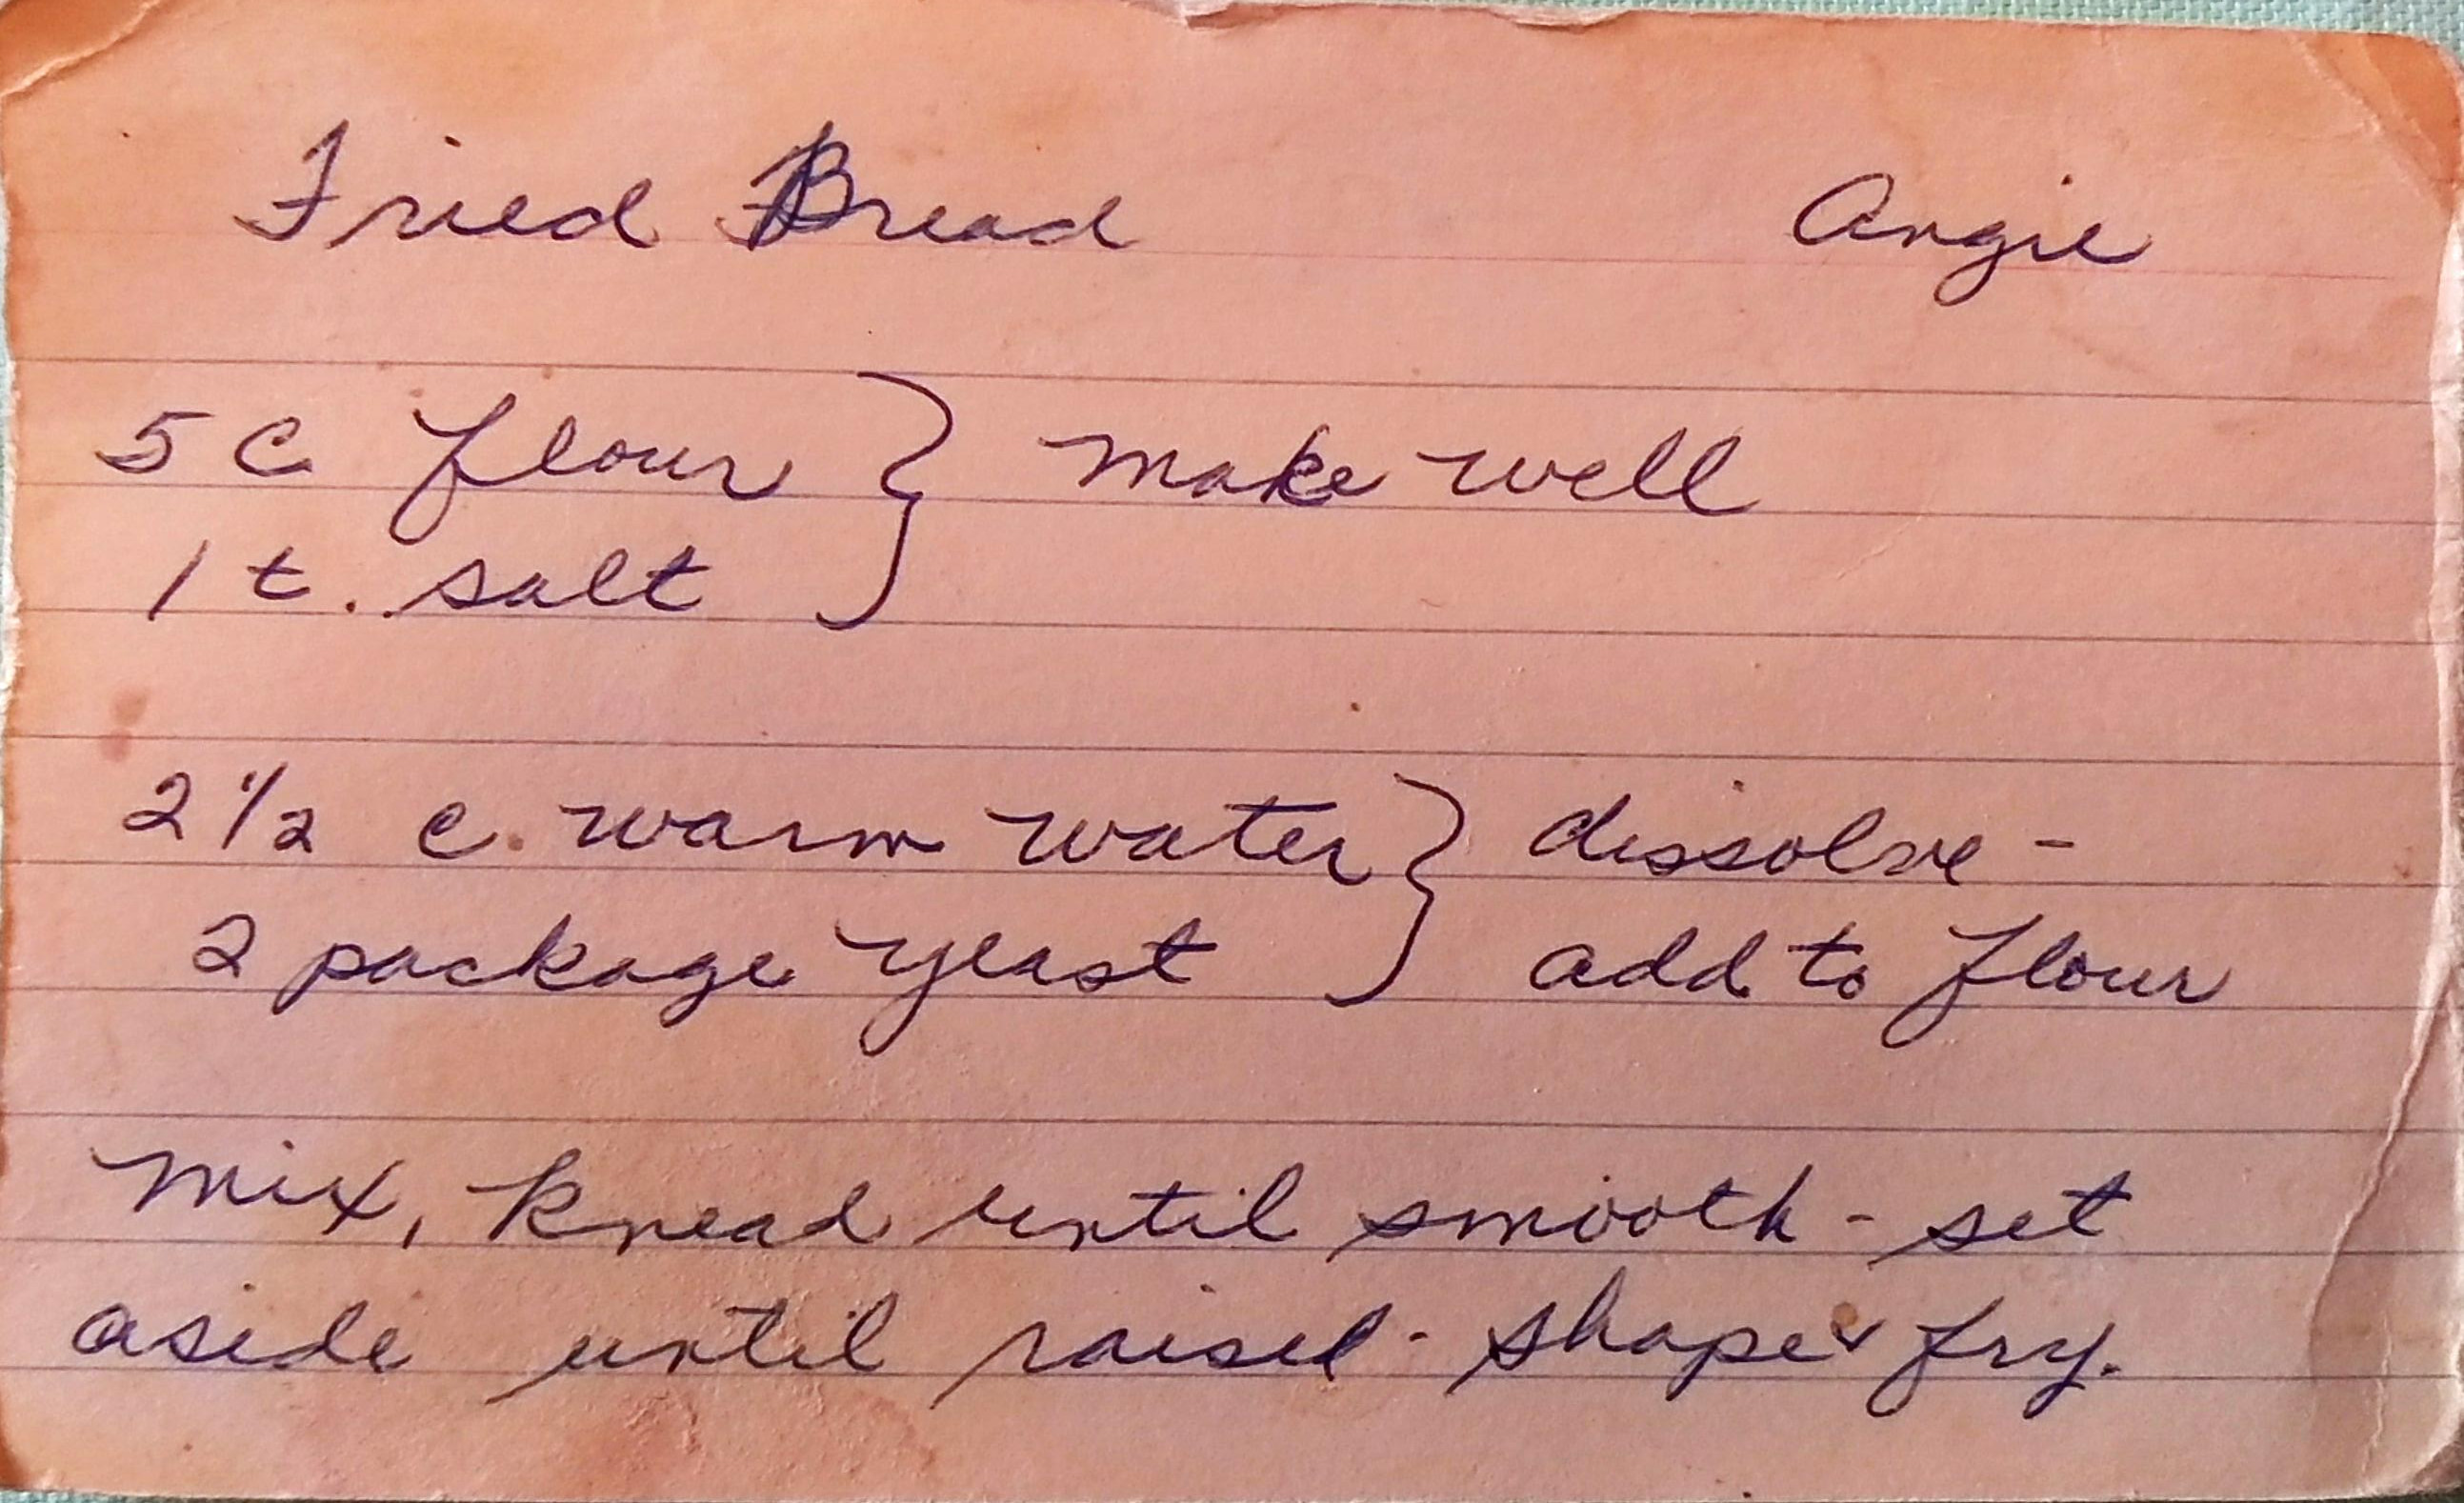 Fried Bread Angie
5 c flour } make well
1 t. salt
2 1/2 c. warm water } dissolve -
2 package yeast add to flour
mix, knead until smooth - set
aside until raised - shape & fry.